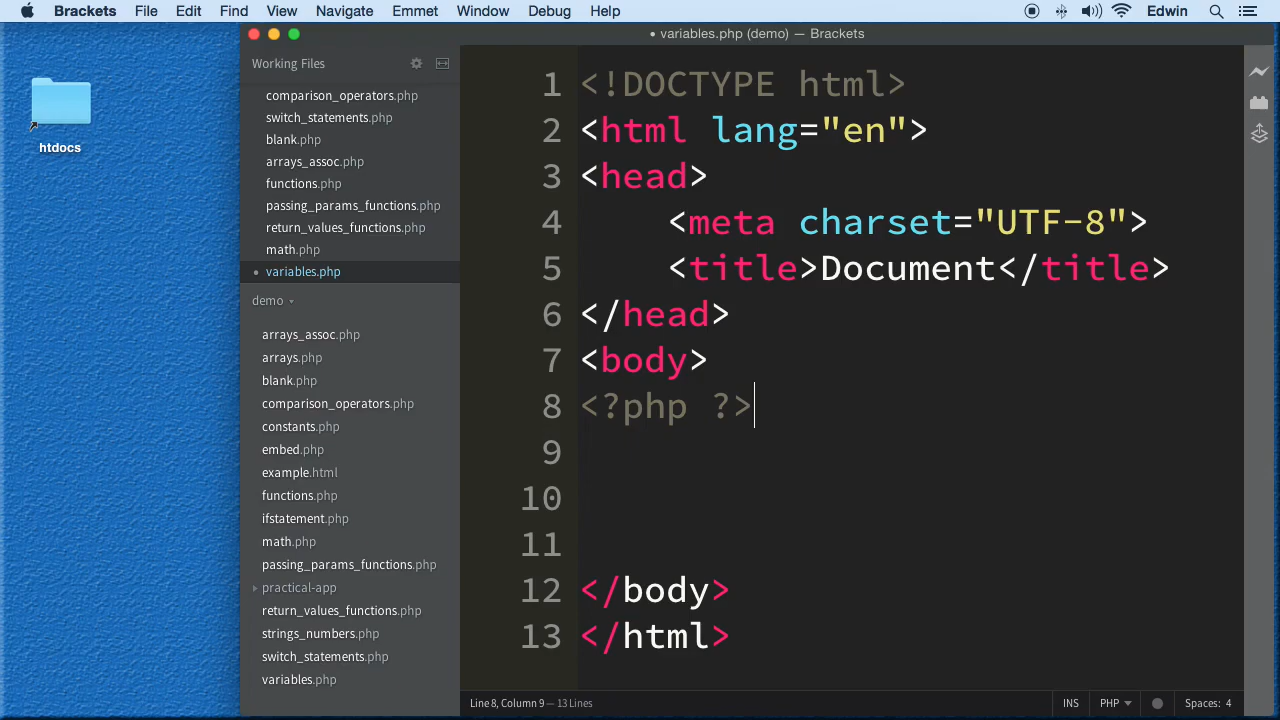 Brackets File Edit Find View Navigate Emmet Window Debug Help Edwin
• variables.php (demo) — Brackets
htdocs
Working Files
comparison_operators.php
switch_statements.php
blank.php
arrays_assoc.php
functions.php
passing_params_functions.php
return_values_functions.php
math.php
• variables.php
demo
arrays_assoc.php
arrays.php
blank.php
comparison_operators.php
constants.php
embed.php
example.html
functions.php
ifstatement.php
math.php
passing_params_functions.php
practical-app
return_values_functions.php
strings_numbers.php
switch_statements.php
variables.php
1 <!DOCTYPE html>
2 <html lang="en">
3 <head>
4     <meta charset="UTF-8">
5     <title>Document</title>
6 </head>
7 <body>
8 <?php ?>
9
10
11
12 </body>
13 </html>
Line 8, Column 9 — 13 Lines INS PHP Spaces: 4